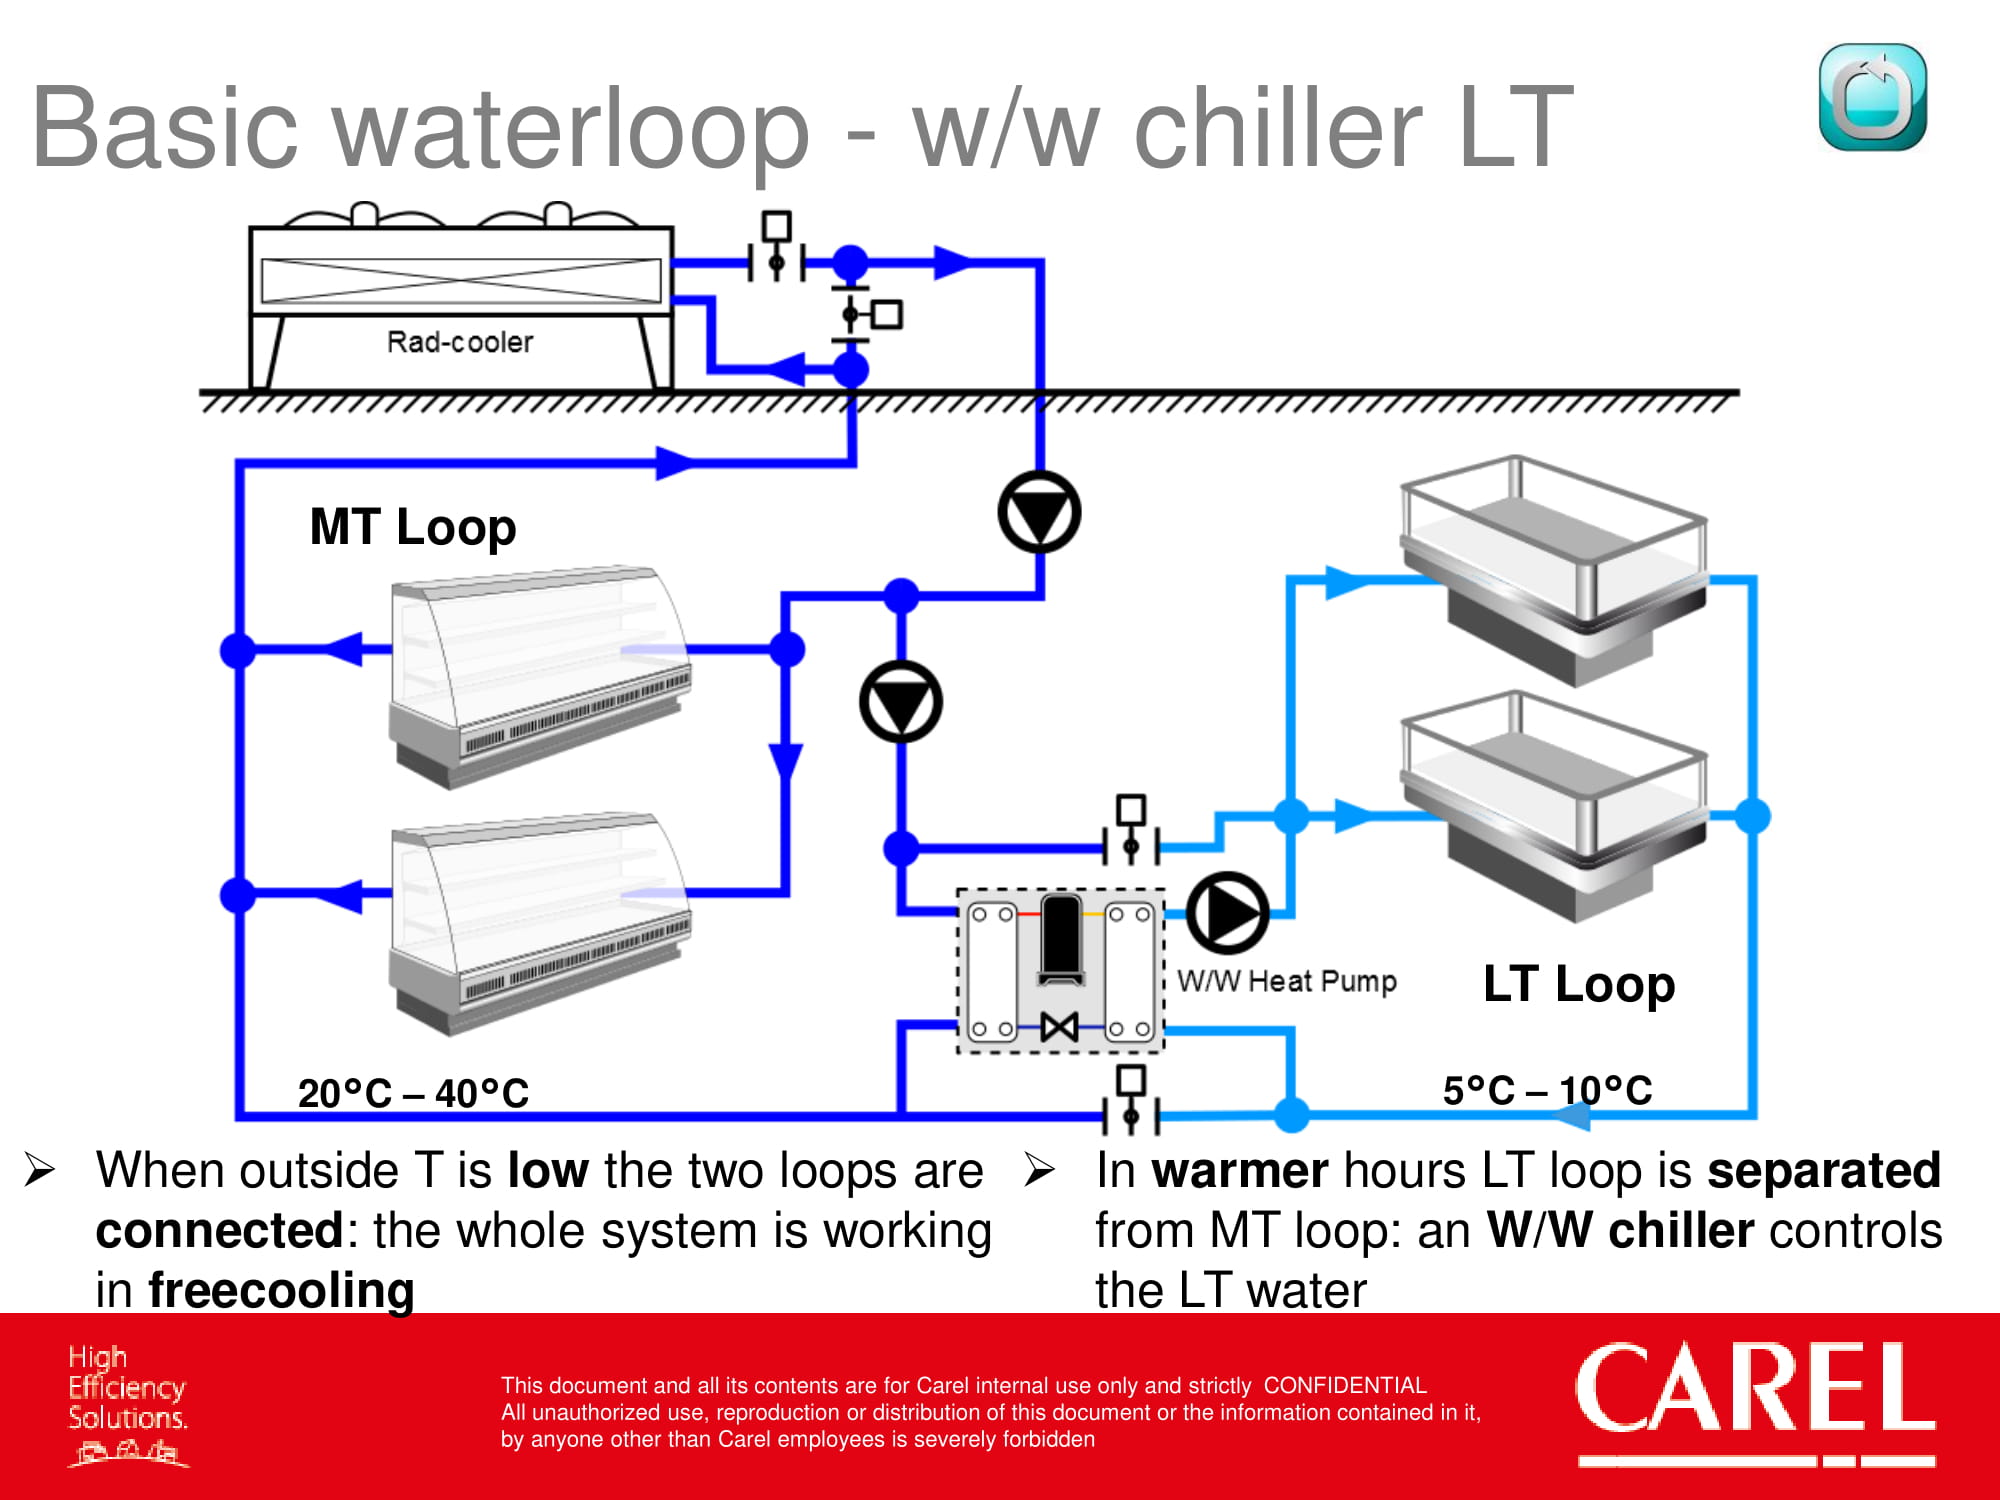 Basic waterloop - w/w chiller LT
Rad-cooler
MT Loop
W/W Heat Pump
LT Loop
20°C – 40°C
5°C – 10°C
➢ When outside T is low the two loops are
connected: the whole system is working
in freecooling
➢ In warmer hours LT loop is separated
from MT loop: an W/W chiller controls
the LT water
High
Efficiency
Solutions.
This document and all its contents are for Carel internal use only and strictly CONFIDENTIAL
All unauthorized use, reproduction or distribution of this document or the information contained in it,
by anyone other than Carel employees is severely forbidden
CAREL